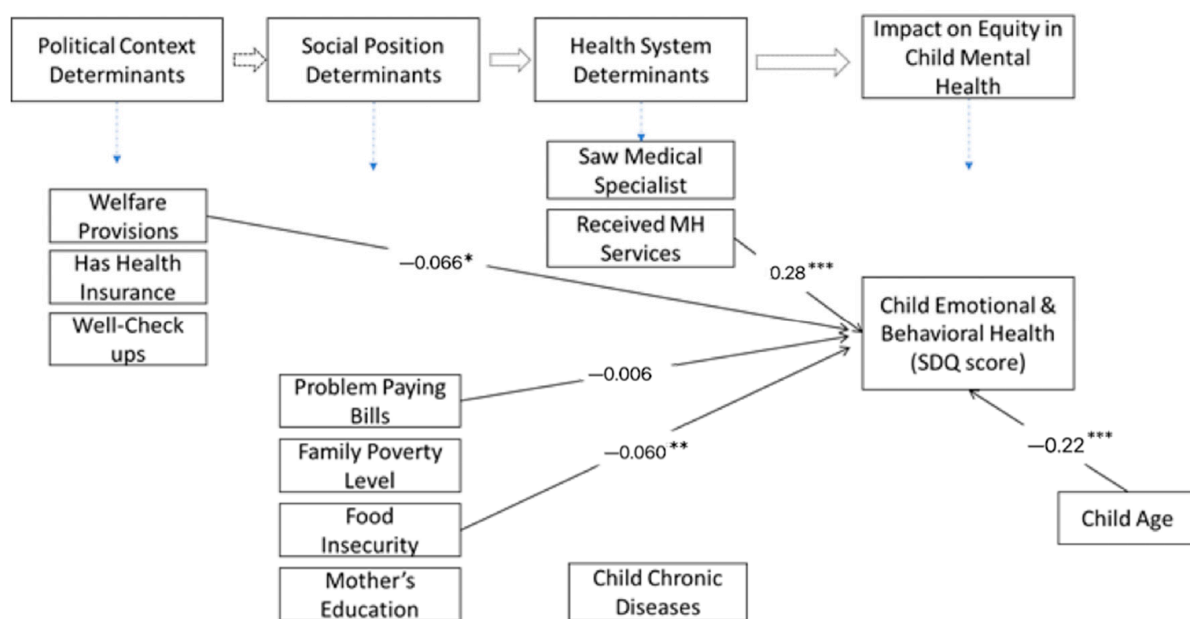 Political Context
Determinants
Social Position
Determinants
Health System
Determinants
Impact on Equity in
Child Mental
Health
Saw Medical
Specialist
Received MH
Services
Welfare
Provisions
Has Health
Insurance
Well-Check
ups
—0.066*
0.28***
Child Emotional &
Behavioral Health
(SDQ score)
Problem Paying
Bills
Family Poverty
Level
Food
Insecurity
Mother's
Education
—0.006
—0.060**
—0.22***
Child Age
Child Chronic
Diseases